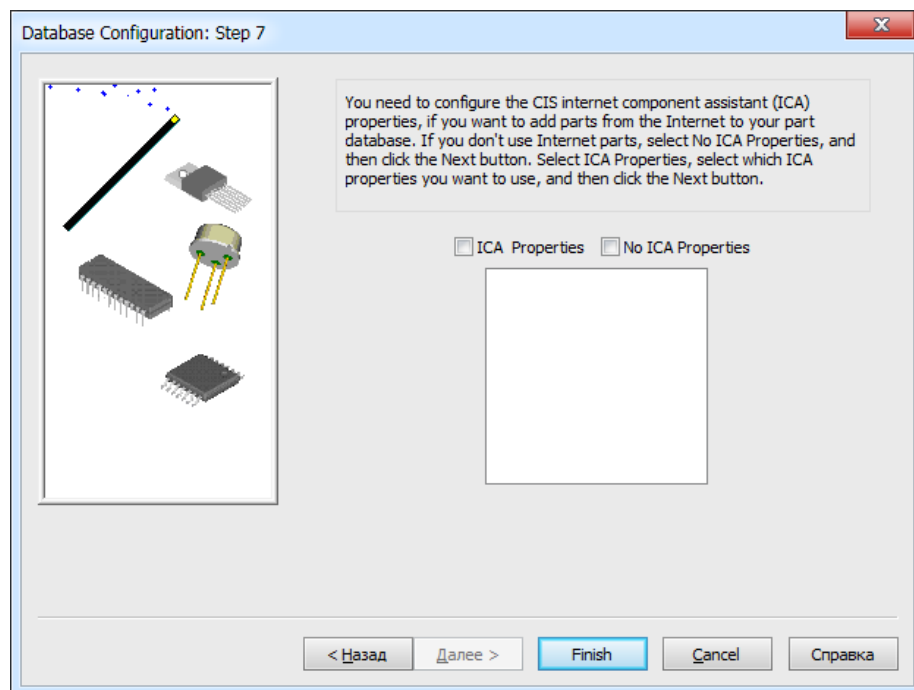 Database Configuration: Step 7
You need to configure the CIS internet component assistant (ICA)
properties, if you want to add parts from the Internet to your part
database. If you don't use Internet parts, select No ICA Properties, and
then click the Next button. Select ICA Properties, select which ICA
properties you want to use, and then click the Next button.
ICA Properties No ICA Properties
< Назад Далее > Finish Cancel Справка